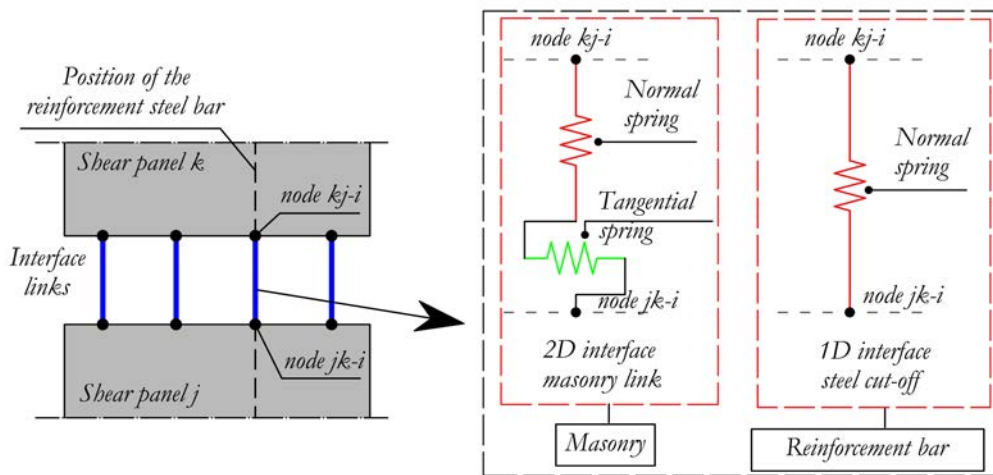 Position of the
reinforcement steel bar
Shear panel k
node kj-i
Interface
links
node jk-i
Shear panel j
node kj-i
Normal
spring
Tangential
spring
node jk-i
2D interface
masonry link
Masonry
node kj-i
Normal
spring
node jk-i
1D interface
steel cut-off
Reinforcement bar